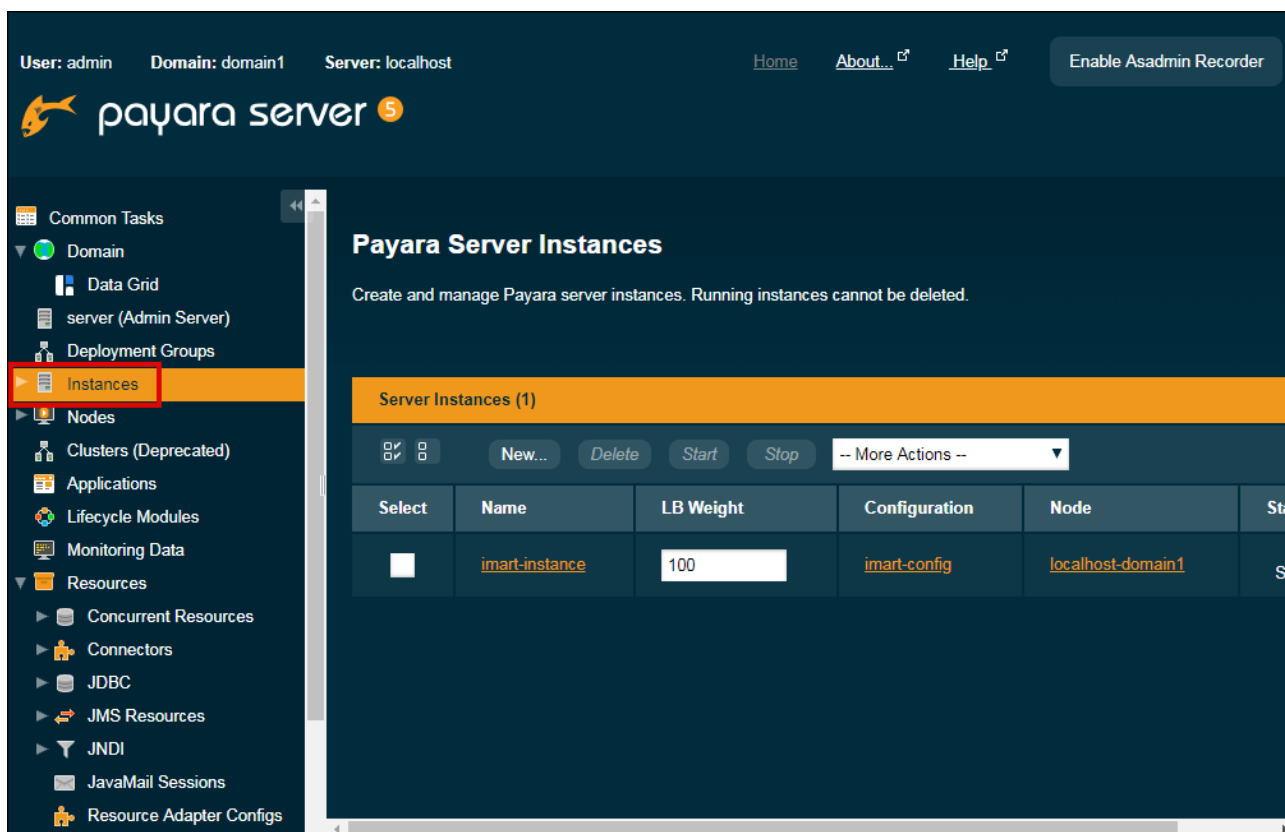 User: admin Domain: domain1 Server: localhost Home About... Help Enable Asadmin Recorder
payara server 5
Common Tasks
Domain
Data Grid
server (Admin Server)
Deployment Groups
Instances
Nodes
Clusters (Deprecated)
Applications
Lifecycle Modules
Monitoring Data
Resources
Concurrent Resources
Connectors
JDBC
JMS Resources
JNDI
JavaMail Sessions
Resource Adapter Configs
Payara Server Instances
Create and manage Payara server instances. Running instances cannot be deleted.
Server Instances (1)
New... Delete Start Stop -- More Actions --
Select Name LB Weight Configuration Node
imart-instance 100 imart-config localhost-domain1